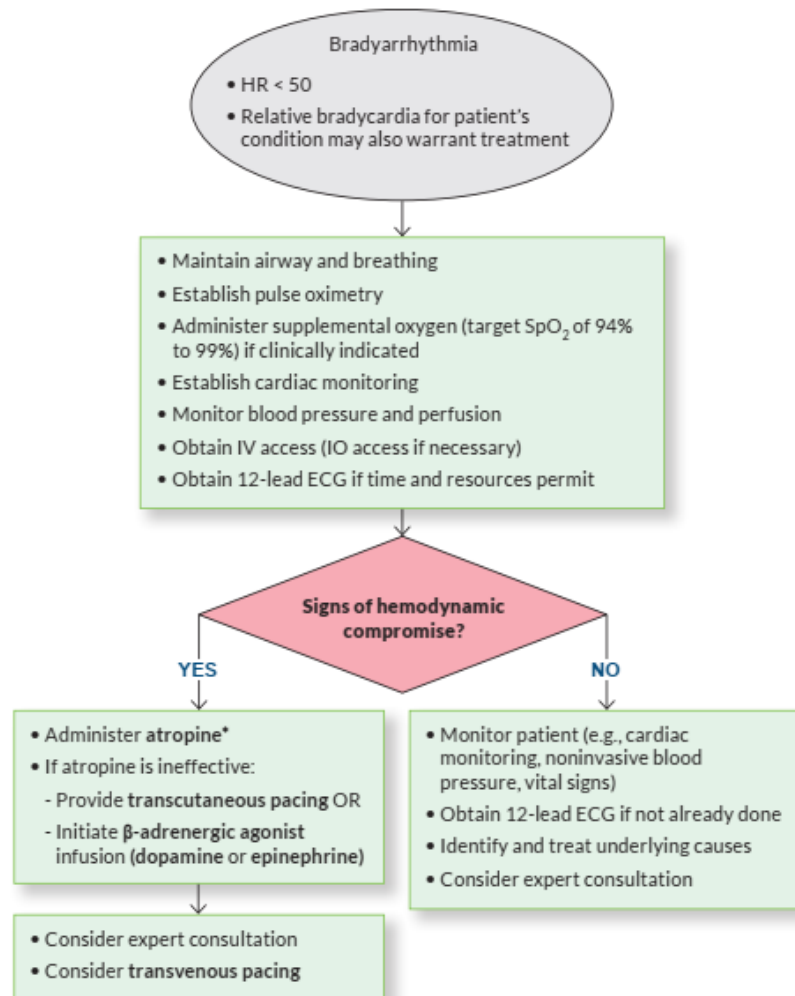 Bradyarrhythmia
• HR < 50
• Relative bradycardia for patient's
condition may also warrant treatment
• Maintain airway and breathing
• Establish pulse oximetry
• Administer supplemental oxygen (target SpO₂ of 94%
to 99%) if clinically indicated
• Establish cardiac monitoring
• Monitor blood pressure and perfusion
• Obtain IV access (IO access if necessary)
• Obtain 12-lead ECG if time and resources permit
Signs of hemodynamic
compromise?
YES
NO
• Administer atropine*
• If atropine is ineffective:
- Provide transcutaneous pacing OR
- Initiate β-adrenergic agonist
infusion (dopamine or epinephrine)
• Consider expert consultation
• Consider transvenous pacing
• Monitor patient (e.g., cardiac
monitoring, noninvasive blood
pressure, vital signs)
• Obtain 12-lead ECG if not already done
• Identify and treat underlying causes
• Consider expert consultation